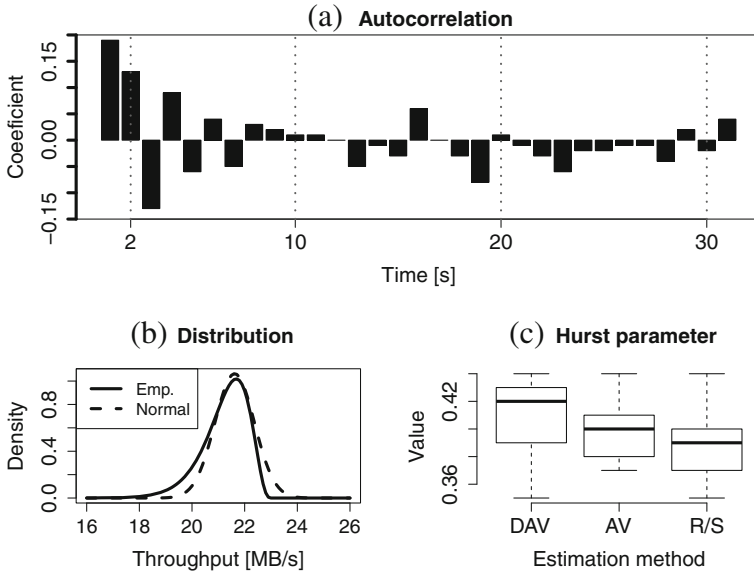 (a) Autocorrelation
Coeeficient
0.15
0.00
−0.15
2
10
20
30
Time [s]
(b) Distribution
Density
0.8
0.4
0.0
Emp.
Normal
16
18
20
22
24
26
Throughput [MB/s]
(c) Hurst parameter
Value
0.42
0.36
DAV
AV
R/S
Estimation method